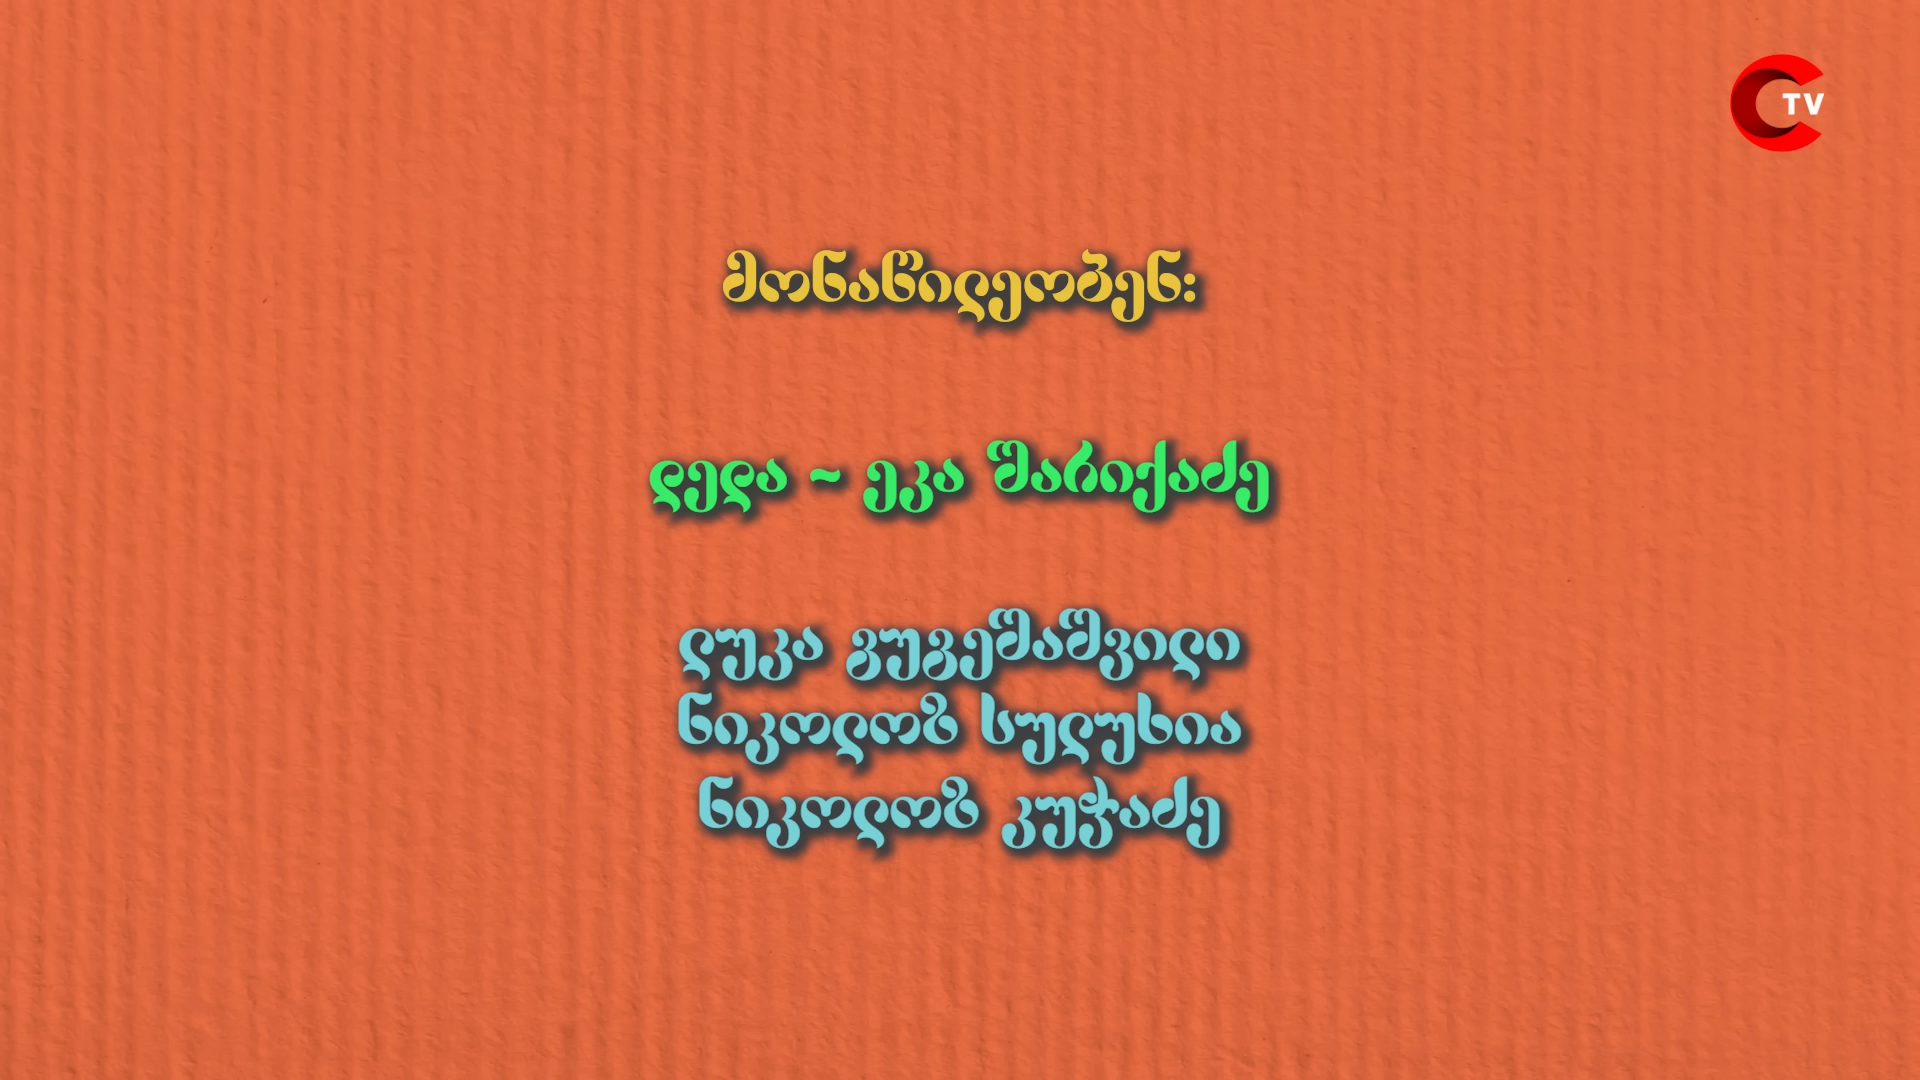 TV
მონაწილეობენ:
დედა ~ ეკა შარიქაძე
ლუკა გუგეშაშვილი
ნიკოლოზ სულუხია
ნიკოლოზ კუჭაძე